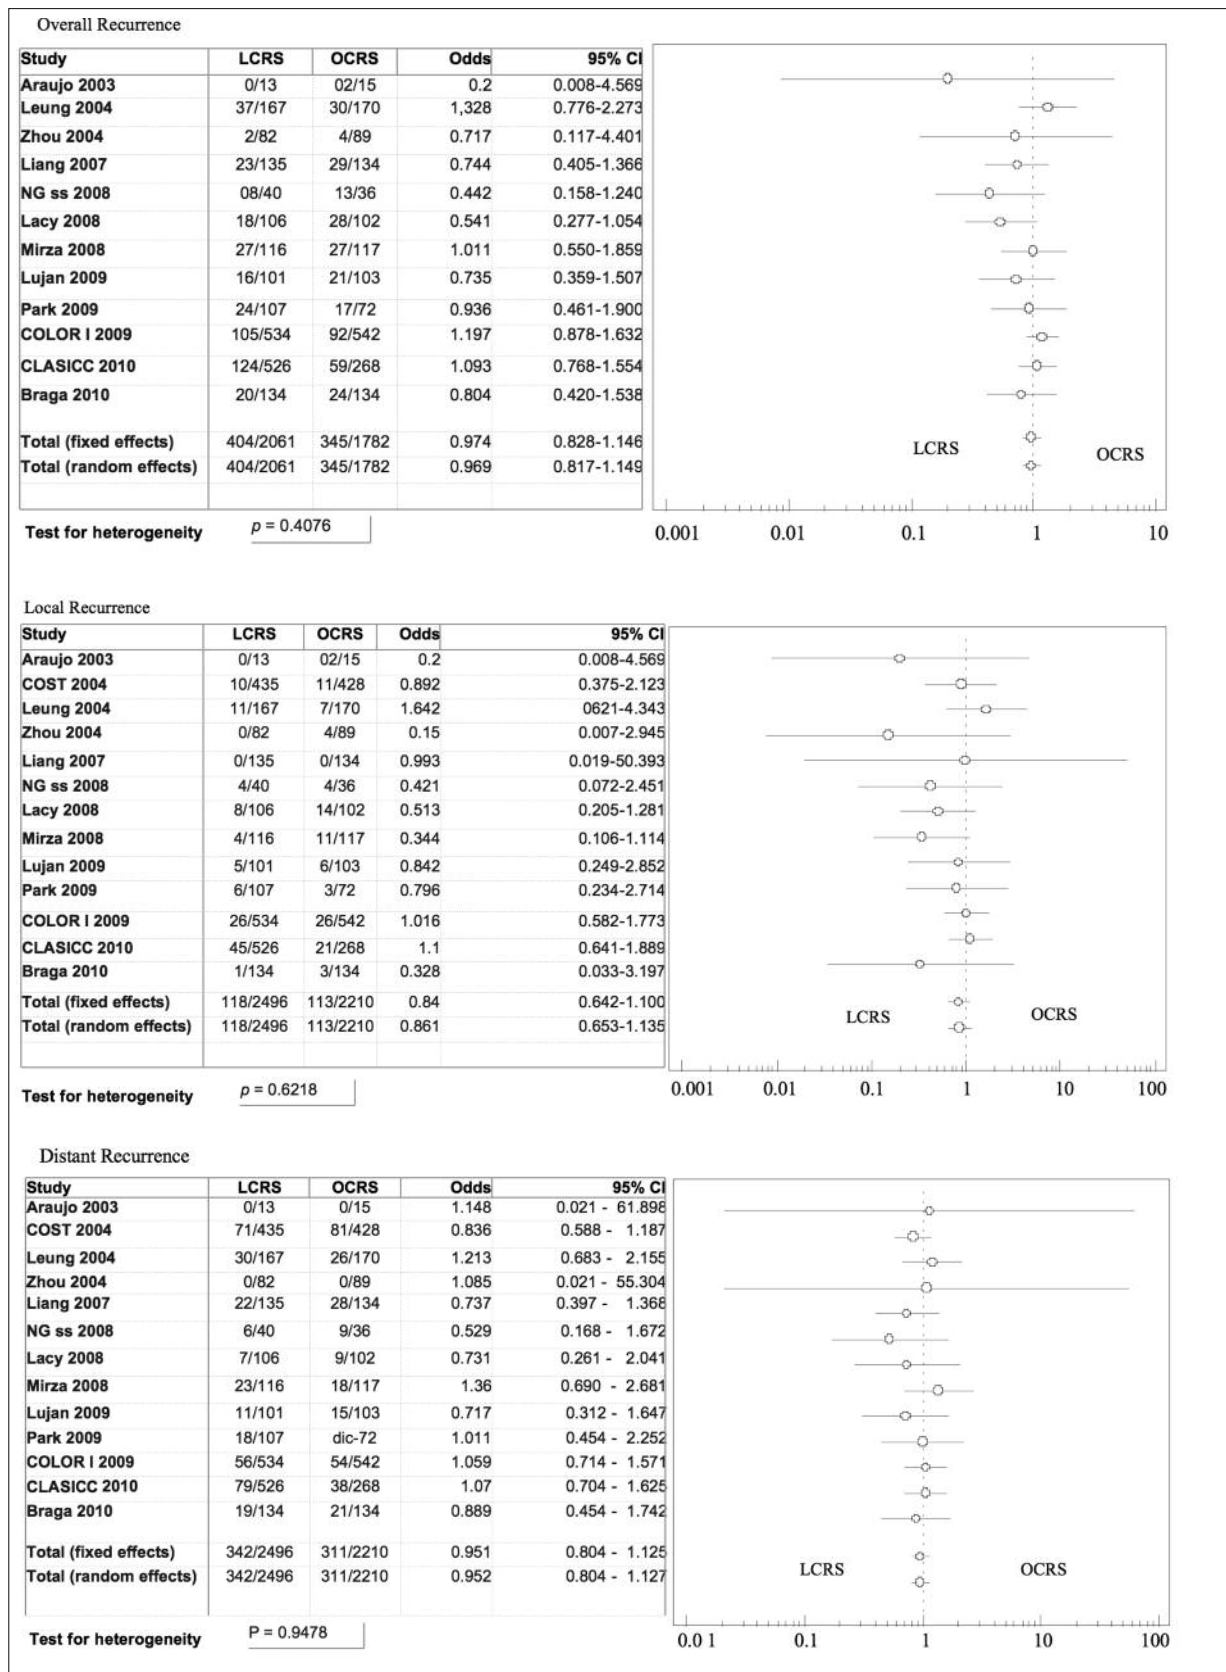 Overall Recurrence
Study LCRS OCRS Odds 95% CI
Araujo 2003 0/13 02/15 0.2 0.008-4.569
Leung 2004 37/167 30/170 1,328 0.776-2.273
Zhou 2004 2/82 4/89 0.717 0.117-4.401
Liang 2007 23/135 29/134 0.744 0.405-1.366
NG ss 2008 08/40 13/36 0.442 0.158-1.240
Lacy 2008 18/106 28/102 0.541 0.277-1.054
Mirza 2008 27/116 27/117 1.011 0.550-1.859
Lujan 2009 16/101 21/103 0.735 0.359-1.507
Park 2009 24/107 17/72 0.936 0.461-1.900
COLOR I 2009 105/534 92/542 1.197 0.878-1.632
CLASICC 2010 124/526 59/268 1.093 0.768-1.554
Braga 2010 20/134 24/134 0.804 0.420-1.538
Total (fixed effects) 404/2061 345/1782 0.974 0.828-1.146
Total (random effects) 404/2061 345/1782 0.969 0.817-1.149
LCRS OCRS
0.001 0.01 0.1 1 10
Test for heterogeneity p = 0.4076
Local Recurrence
Study LCRS OCRS Odds 95% CI
Araujo 2003 0/13 02/15 0.2 0.008-4.569
COST 2004 10/435 11/428 0.892 0.375-2.123
Leung 2004 11/167 7/170 1.642 0621-4.343
Zhou 2004 0/82 4/89 0.15 0.007-2.945
Liang 2007 0/135 0/134 0.993 0.019-50.393
NG ss 2008 4/40 4/36 0.421 0.072-2.451
Lacy 2008 8/106 14/102 0.513 0.205-1.281
Mirza 2008 4/116 11/117 0.344 0.106-1.114
Lujan 2009 5/101 6/103 0.842 0.249-2.852
Park 2009 6/107 3/72 0.796 0.234-2.714
COLOR I 2009 26/534 26/542 1.016 0.582-1.773
CLASICC 2010 45/526 21/268 1.1 0.641-1.889
Braga 2010 1/134 3/134 0.328 0.033-3.197
Total (fixed effects) 118/2496 113/2210 0.84 0.642-1.100
Total (random effects) 118/2496 113/2210 0.861 0.653-1.135
LCRS OCRS
0.001 0.01 0.1 1 10 100
Test for heterogeneity p = 0.6218
Distant Recurrence
Study LCRS OCRS Odds 95% CI
Araujo 2003 0/13 0/15 1.148 0.021 - 61.898
COST 2004 71/435 81/428 0.836 0.588 - 1.187
Leung 2004 30/167 26/170 1.213 0.683 - 2.155
Zhou 2004 0/82 0/89 1.085 0.021 - 55.304
Liang 2007 22/135 28/134 0.737 0.397 - 1.368
NG ss 2008 6/40 9/36 0.529 0.168 - 1.672
Lacy 2008 7/106 9/102 0.731 0.261 - 2.041
Mirza 2008 23/116 18/117 1.36 0.690 - 2.681
Lujan 2009 11/101 15/103 0.717 0.312 - 1.647
Park 2009 18/107 dic-72 1.011 0.454 - 2.252
COLOR I 2009 56/534 54/542 1.059 0.714 - 1.571
CLASICC 2010 79/526 38/268 1.07 0.704 - 1.625
Braga 2010 19/134 21/134 0.889 0.454 - 1.742
Total (fixed effects) 342/2496 311/2210 0.951 0.804 - 1.125
Total (random effects) 342/2496 311/2210 0.952 0.804 - 1.127
LCRS OCRS
0.0 1 0.1 1 10 100
Test for heterogeneity P = 0.9478